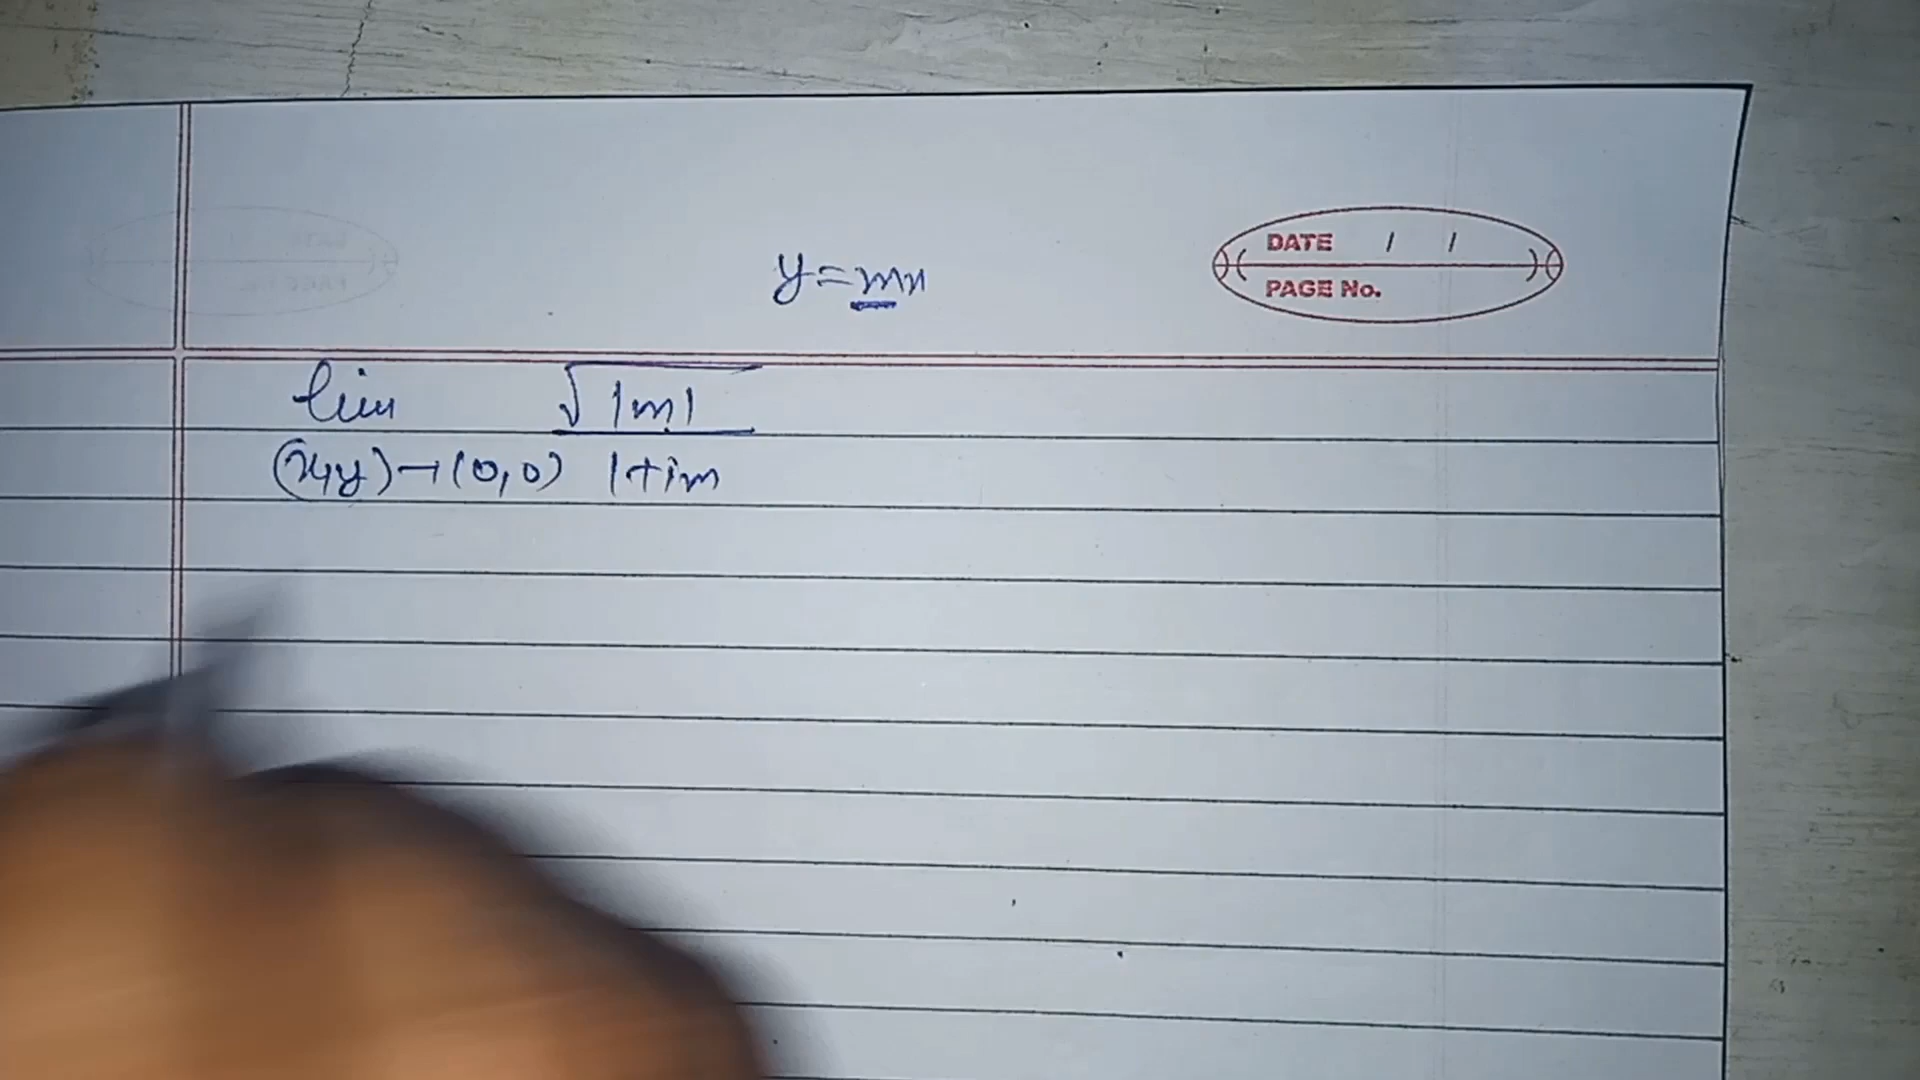 DATE / /
PAGE No.
y=mx
lim √|m|
(x,y)→(0,0) 1+im